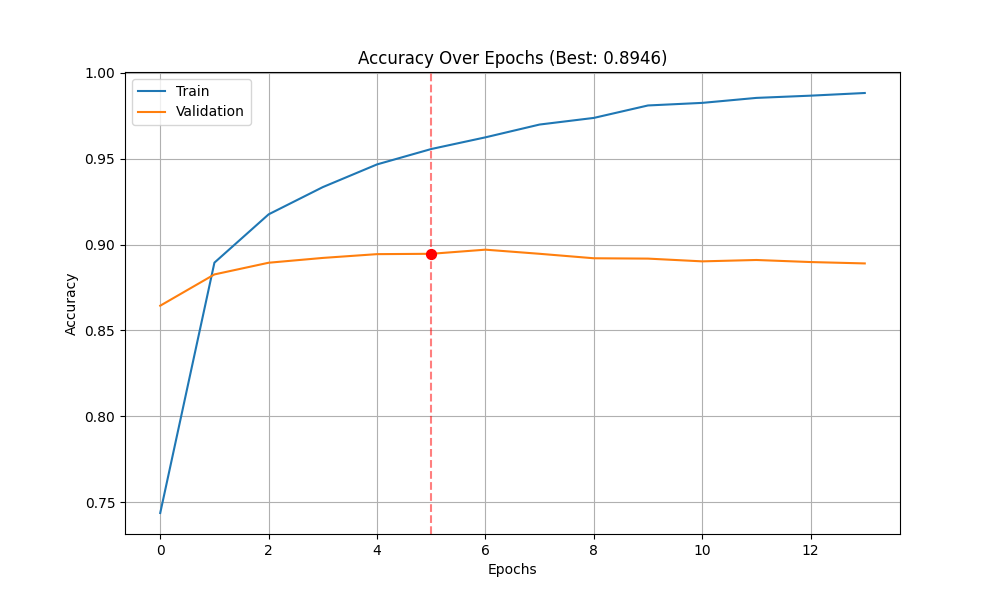 Accuracy Over Epochs (Best: 0.8946)
Train
Validation
1.00
0.95
0.90
0.85
0.80
0.75
Accuracy
0 2 4 6 8 10 12
Epochs